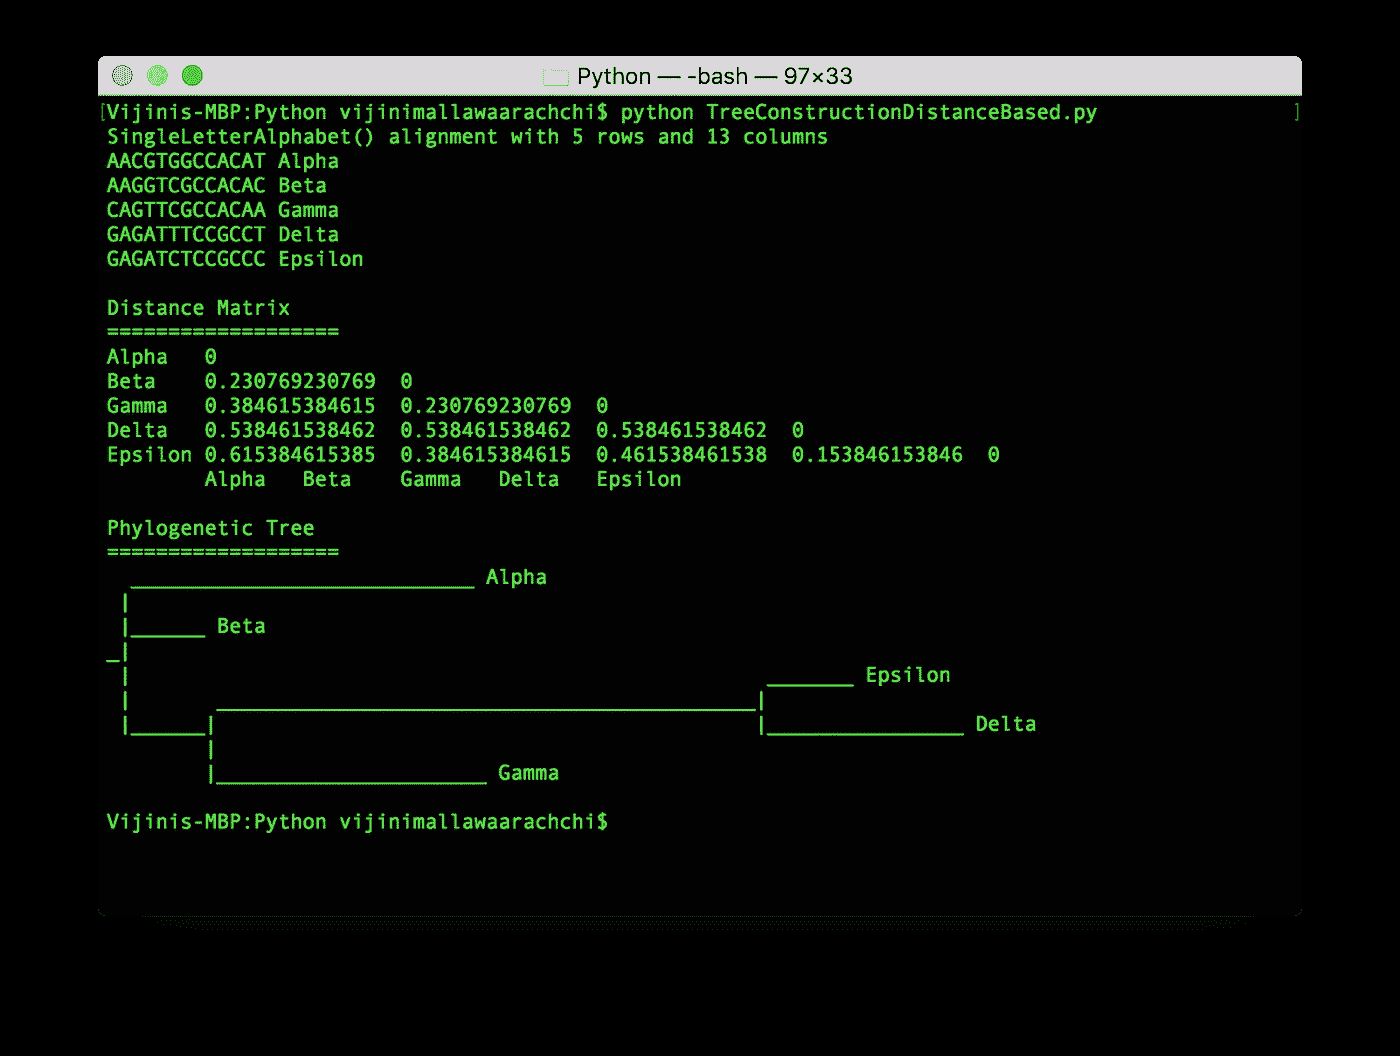 Python — -bash — 97×33
[Vijinis-MBP:Python vijinimallawaarachchi$ python TreeConstructionDistanceBased.py ]
SingleLetterAlphabet() alignment with 5 rows and 13 columns
AACGTGGCCACAT Alpha
AAGGTCGCCACAC Beta
CAGTTCGCCACAA Gamma
GAGATTTCCGCCT Delta
GAGATCTCCGCCC Epsilon
Distance Matrix
===================
Alpha 0
Beta 0.230769230769 0
Gamma 0.384615384615 0.230769230769 0
Delta 0.538461538462 0.538461538462 0.538461538462 0
Epsilon 0.615384615385 0.384615384615 0.461538461538 0.153846153846 0
Alpha Beta Gamma Delta Epsilon
Phylogenetic Tree
===================
Alpha
Beta
Epsilon
Delta
Gamma
Vijinis-MBP:Python vijinimallawaarachchi$